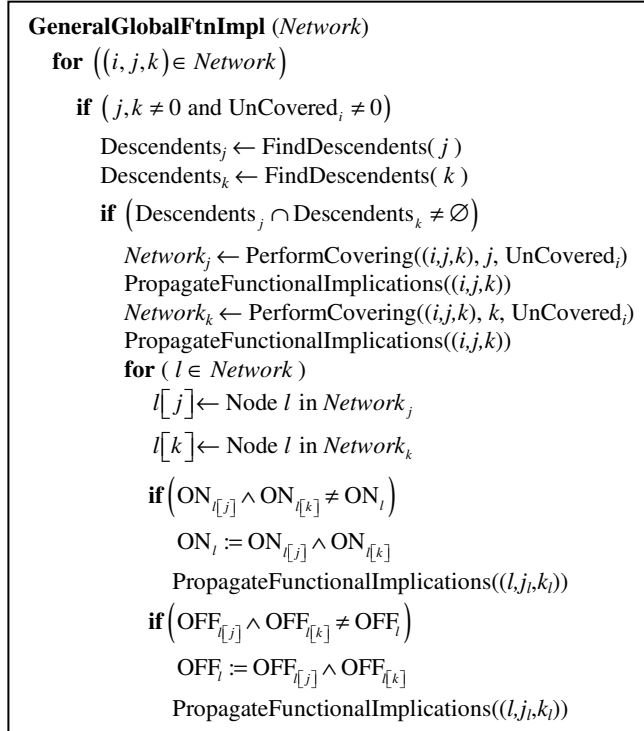 GeneralGlobalFtnImpl (Network)
for ((i, j, k) ∈ Network)
if (j, k ≠ 0 and UnCovered_i ≠ 0)
Descendents_j ← FindDescendents( j )
Descendents_k ← FindDescendents( k )
if (Descendents_j ∩ Descendents_k ≠ ∅)
Network_j ← PerformCovering((i,j,k), j, UnCovered_i)
PropagateFunctionalImplications((i,j,k))
Network_k ← PerformCovering((i,j,k), k, UnCovered_i)
PropagateFunctionalImplications((i,j,k))
for ( l ∈ Network )
l[j] ← Node l in Network_j
l[k] ← Node l in Network_k
if (ON_l[j] ∧ ON_l[k] ≠ ON_l)
ON_l := ON_l[j] ∧ ON_l[k]
PropagateFunctionalImplications((l,j_l,k_l))
if (OFF_l[j] ∧ OFF_l[k] ≠ OFF_l)
OFF_l := OFF_l[j] ∧ OFF_l[k]
PropagateFunctionalImplications((l,j_l,k_l))